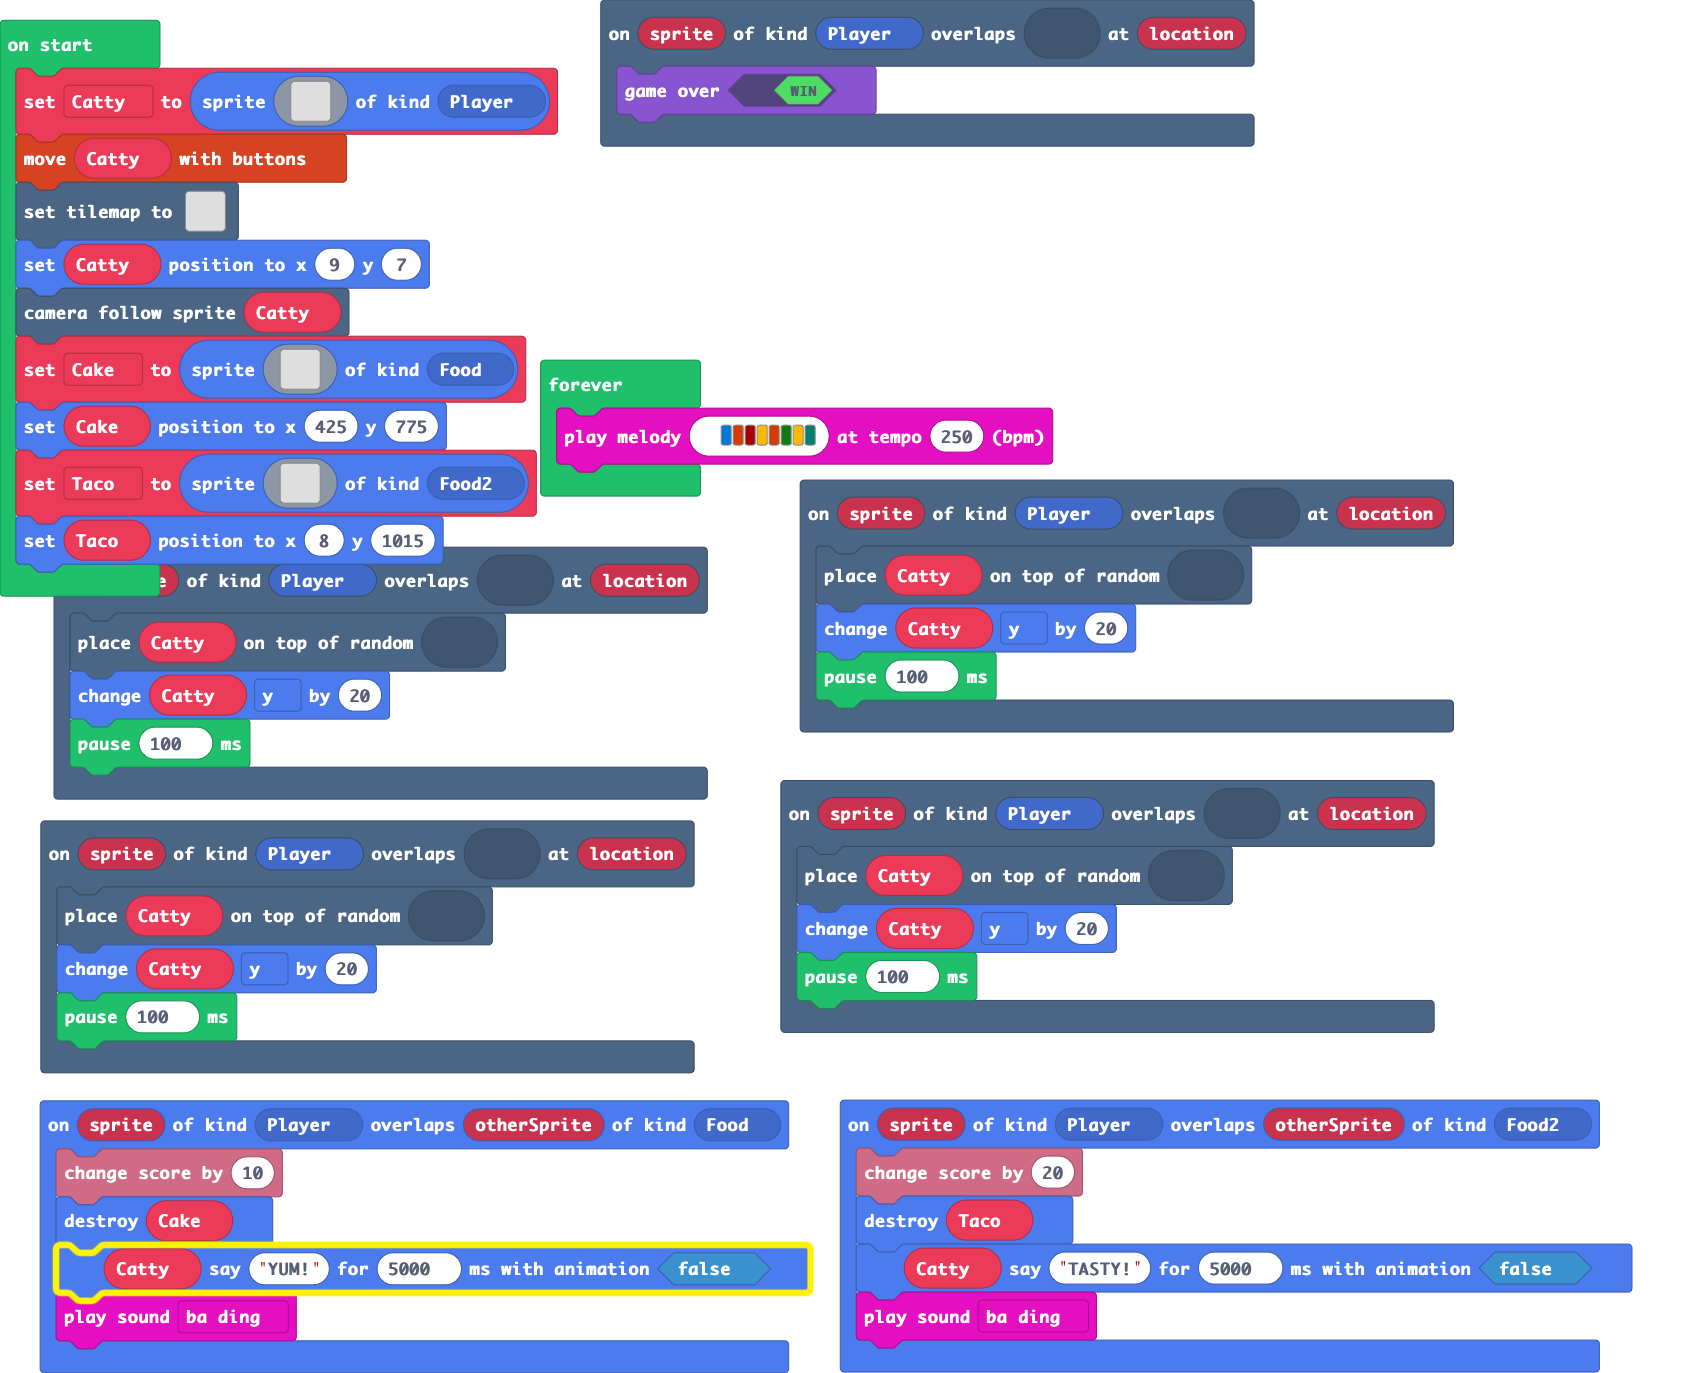 on start
set Catty to sprite of kind Player
move Catty with buttons
set tilemap to
set Catty position to x 9 y 7
camera follow sprite Catty
set Cake to sprite of kind Food
set Cake position to x 425 y 775
set Taco to sprite of kind Food2
set Taco position to x 8 y 1015
on sprite of kind Player overlaps at location
game over WIN
forever
play melody at tempo 250 (bpm)
of kind Player overlaps at location
place Catty on top of random
change Catty y by 20
pause 100 ms
on sprite of kind Player overlaps at location
place Catty on top of random
change Catty y by 20
pause 100 ms
on sprite of kind Player overlaps at location
place Catty on top of random
change Catty y by 20
pause 100 ms
on sprite of kind Player overlaps at location
place Catty on top of random
change Catty y by 20
pause 100 ms
on sprite of kind Player overlaps otherSprite of kind Food
change score by 10
destroy Cake
Catty say "YUM!" for 5000 ms with animation false
play sound ba ding
on sprite of kind Player overlaps otherSprite of kind Food2
change score by 20
destroy Taco
Catty say "TASTY!" for 5000 ms with animation false
play sound ba ding